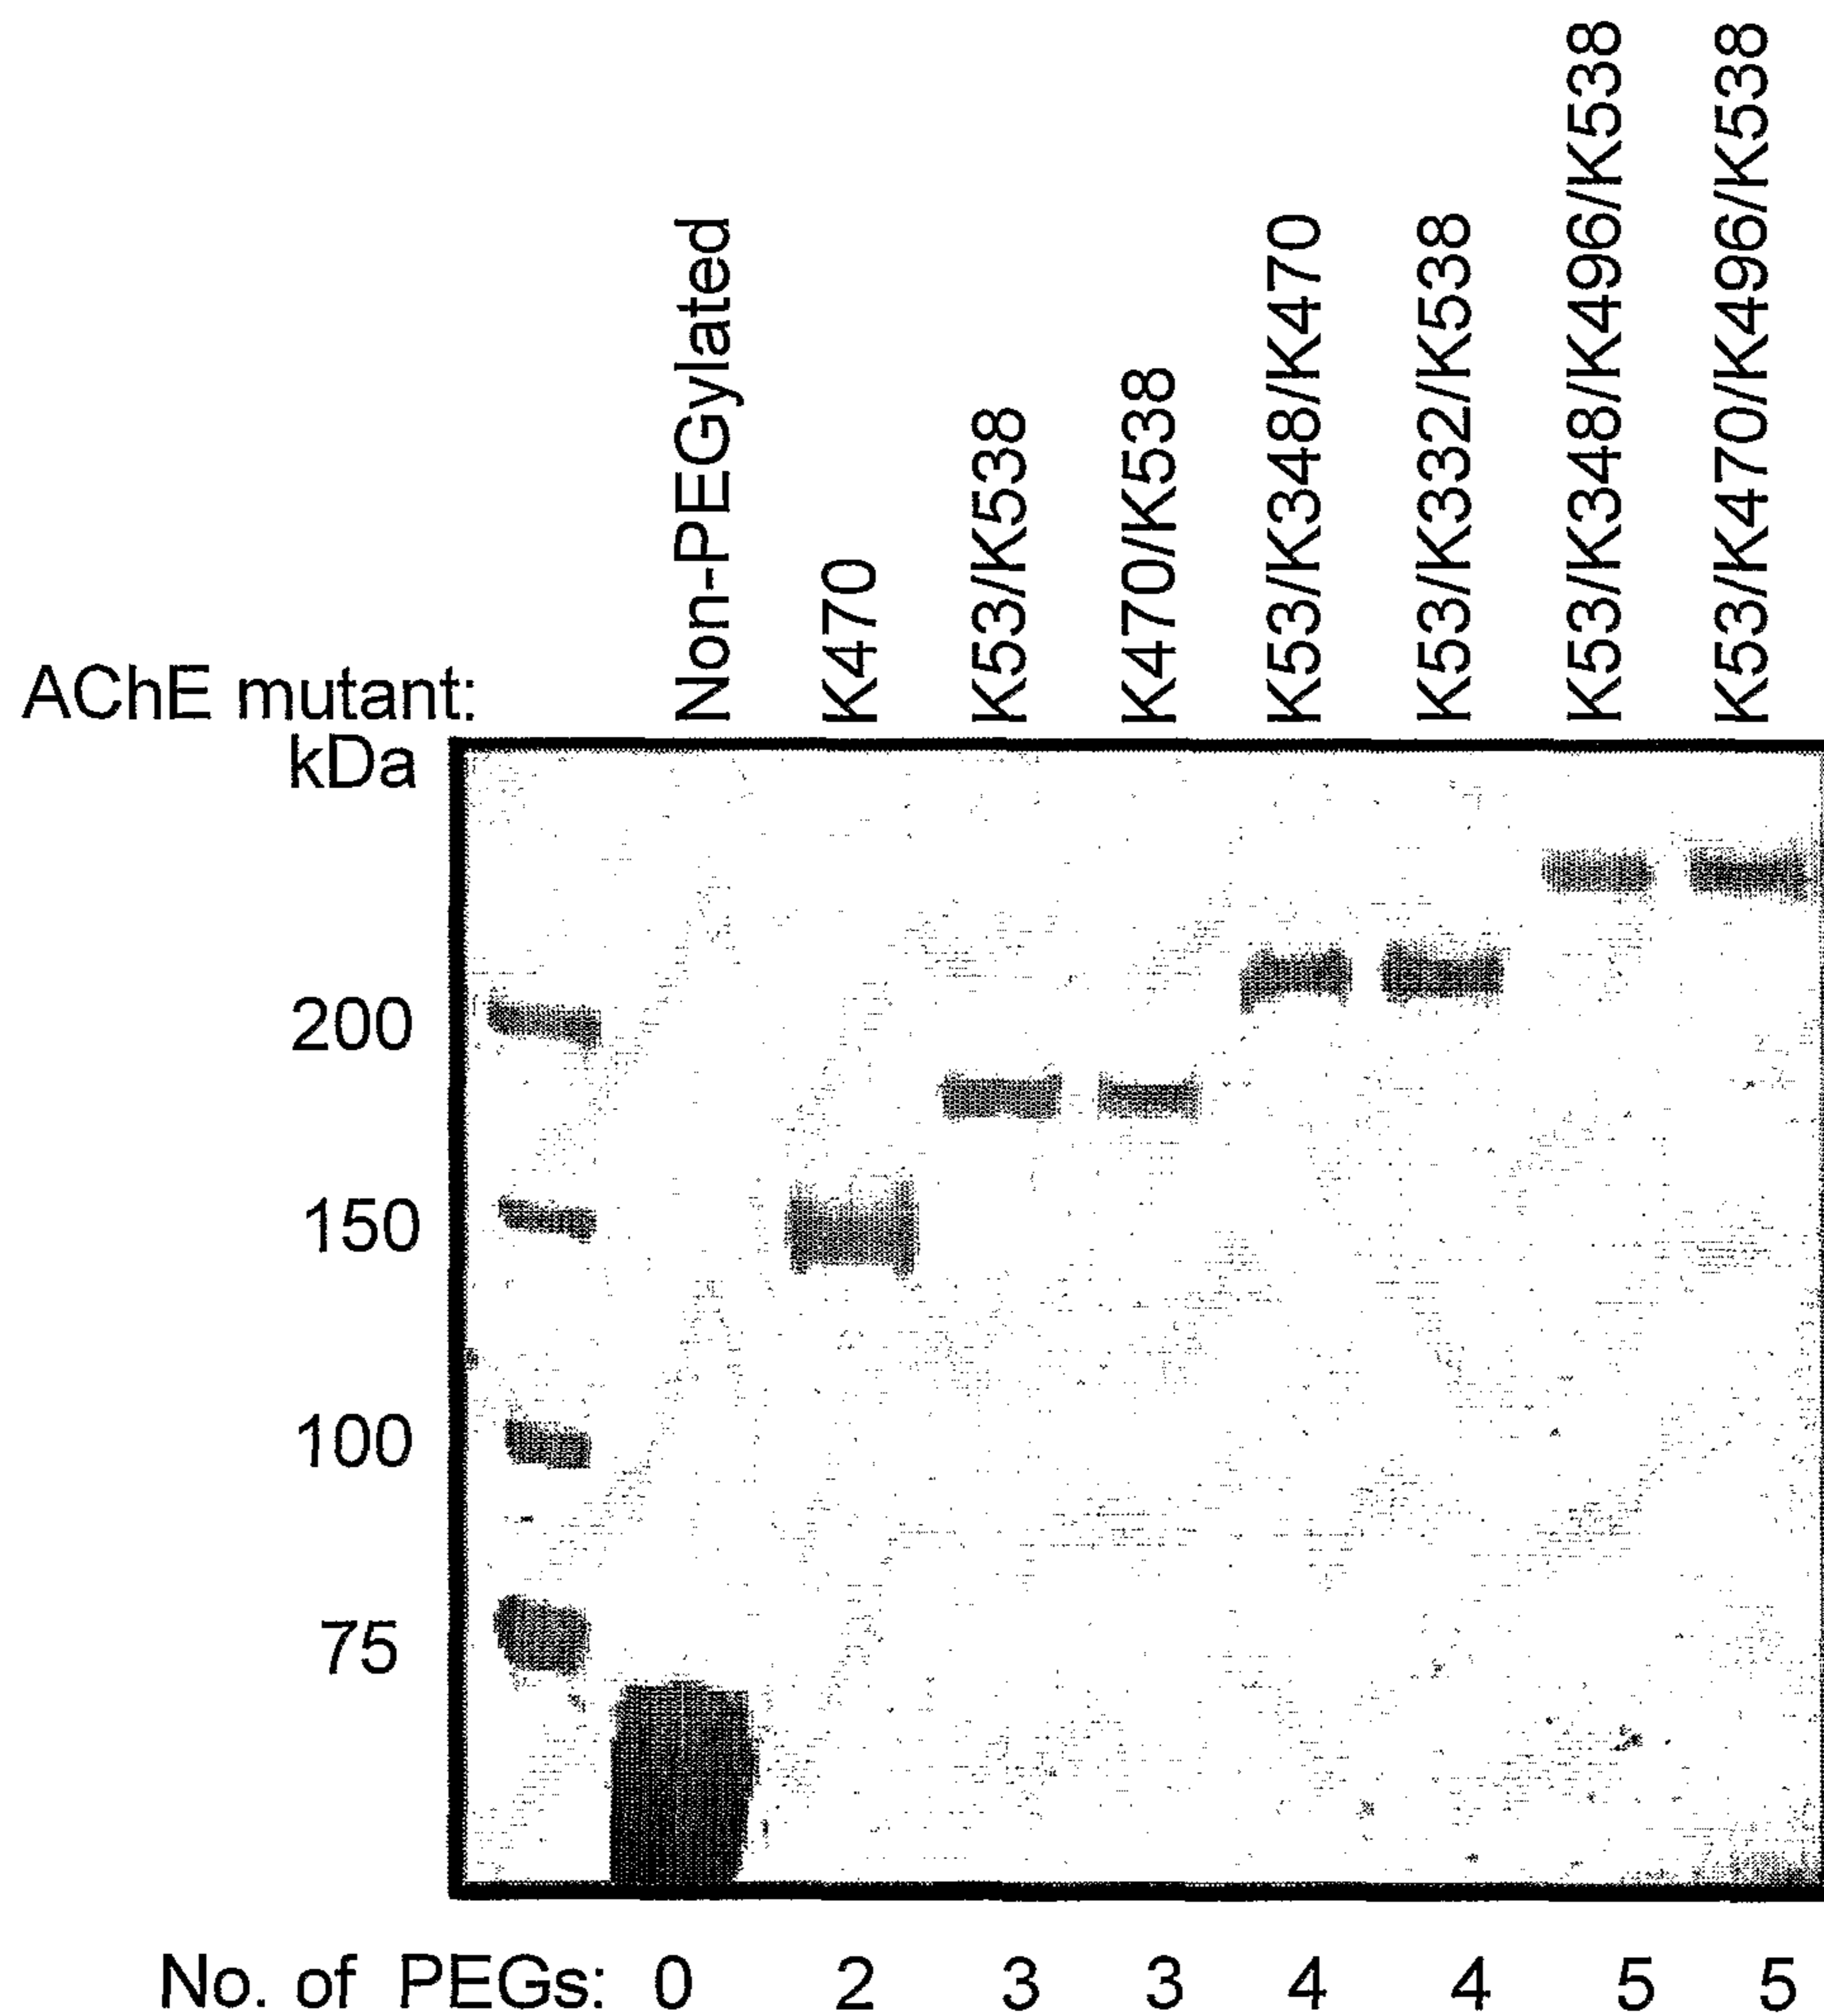 Non-PEGylated
K470
K53/K538
K470/K538
K53/K348/K470
K53/K332/K538
K53/K348/K496/K538
K53/K470/K496/K538
AChE mutant:
kDa
200
150
100
75
No. of PEGs: 0 2 3 3 4 4 5 5